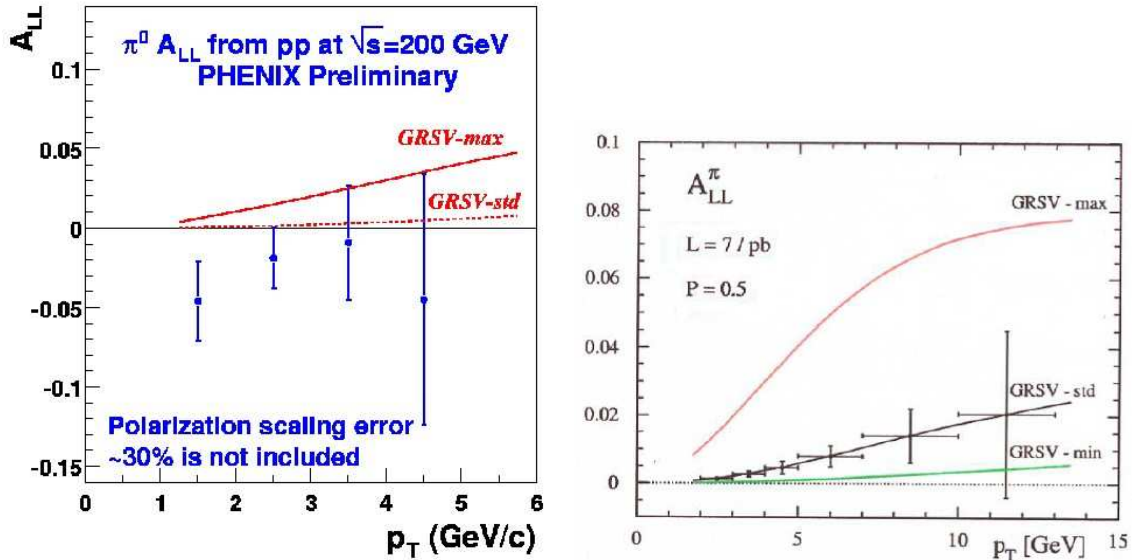 A_LL
π⁰ A_LL from pp at √s=200 GeV
PHENIX Preliminary
0.1
GRSV-max
0.05
GRSV-std
0
-0.05
-0.1
Polarization scaling error
~30% is not included
-0.15
0 1 2 3 4 5 6
p_T (GeV/c)
0.1
A_LL^π
GRSV - max
0.08
L = 7 / pb
P = 0.5
0.06
0.04
GRSV - std
0.02
GRSV - min
0
0 5 10 15
p_T [GeV]